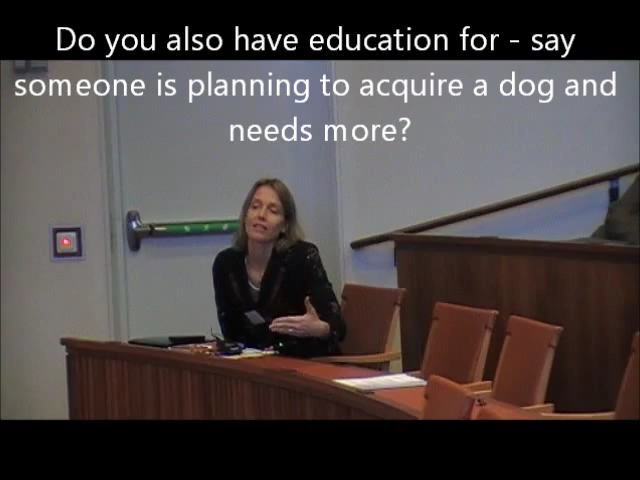 Do you also have education for - say
someone is planning to acquire a dog and
needs more?